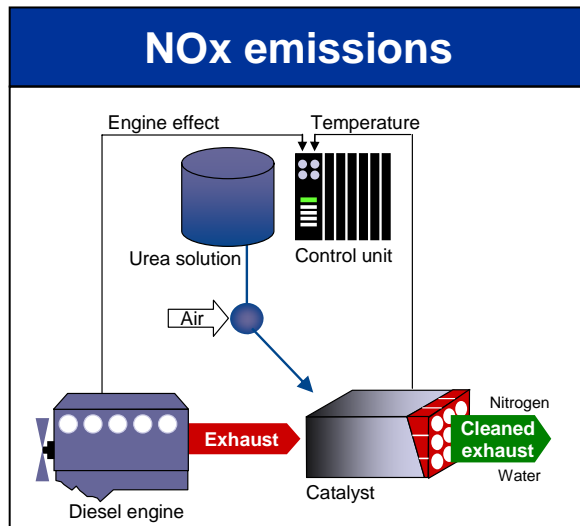 NOx emissions
Engine effect
Temperature
Urea solution
Control unit
Air
Exhaust
Nitrogen
Cleaned
exhaust
Water
Diesel engine
Catalyst